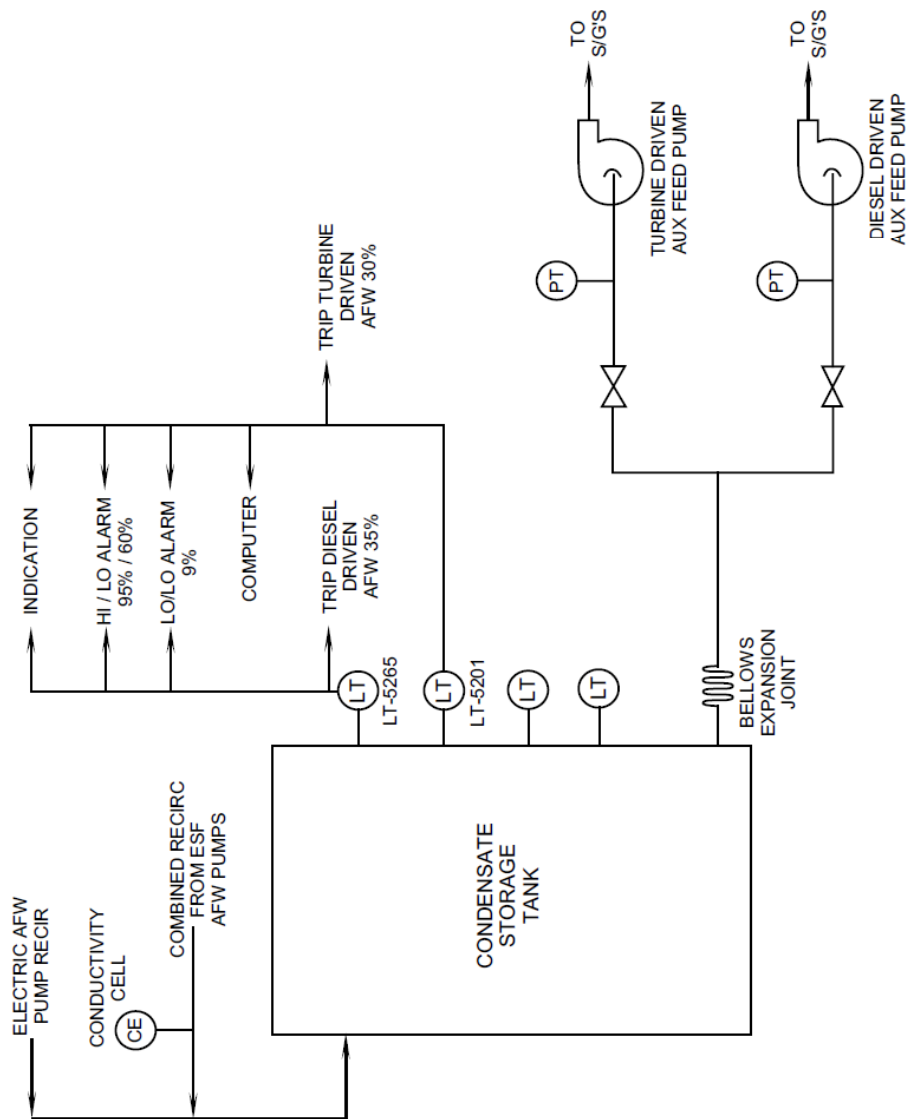 ELECTRIC AFW
PUMP RECIR
CONDUCTIVITY
CELL
CE
COMBINED RECIRC
FROM ESF
AFW PUMPS
CONDENSATE
STORAGE
TANK
INDICATION
HI / LO ALARM
95% / 60%
LO/LO ALARM
9%
COMPUTER
TRIP DIESEL
DRIVEN
AFW 35%
TRIP TURBINE
DRIVEN
AFW 30%
LT
LT-5265
LT
LT-5201
LT
LT
BELLOWS
EXPANSION
JOINT
PT
TO
S/G'S
TURBINE DRIVEN
AUX FEED PUMP
PT
TO
S/G'S
DIESEL DRIVEN
AUX FEED PUMP